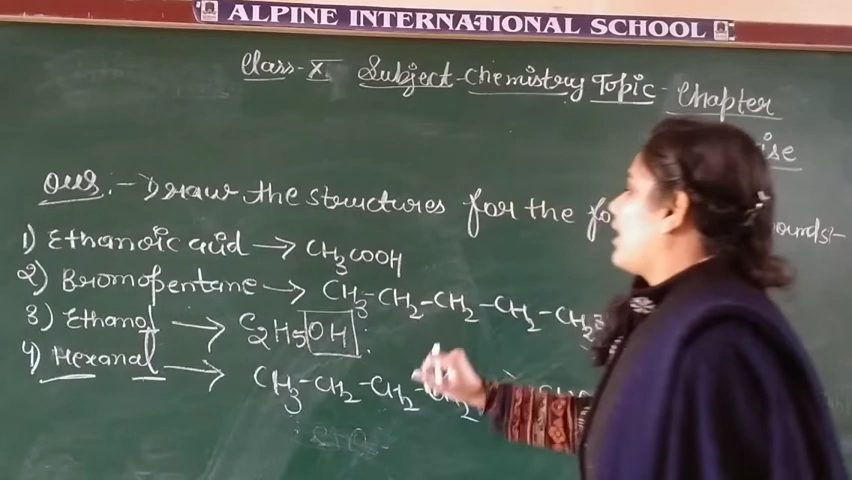 ALPINE INTERNATIONAL SCHOOL
Class-X Subject-Chemistry Topic- Chapter
ise
Ques:- Draw the structures for the fo ounds:-
1) Ethanoic acid → CH3COOH
2) Bromopentane → CH3-CH2-CH2-CH2-CH2B
3) Ethanol → C2H5OH:
4) Hexanal → CH3-CH2-CH2-CH2